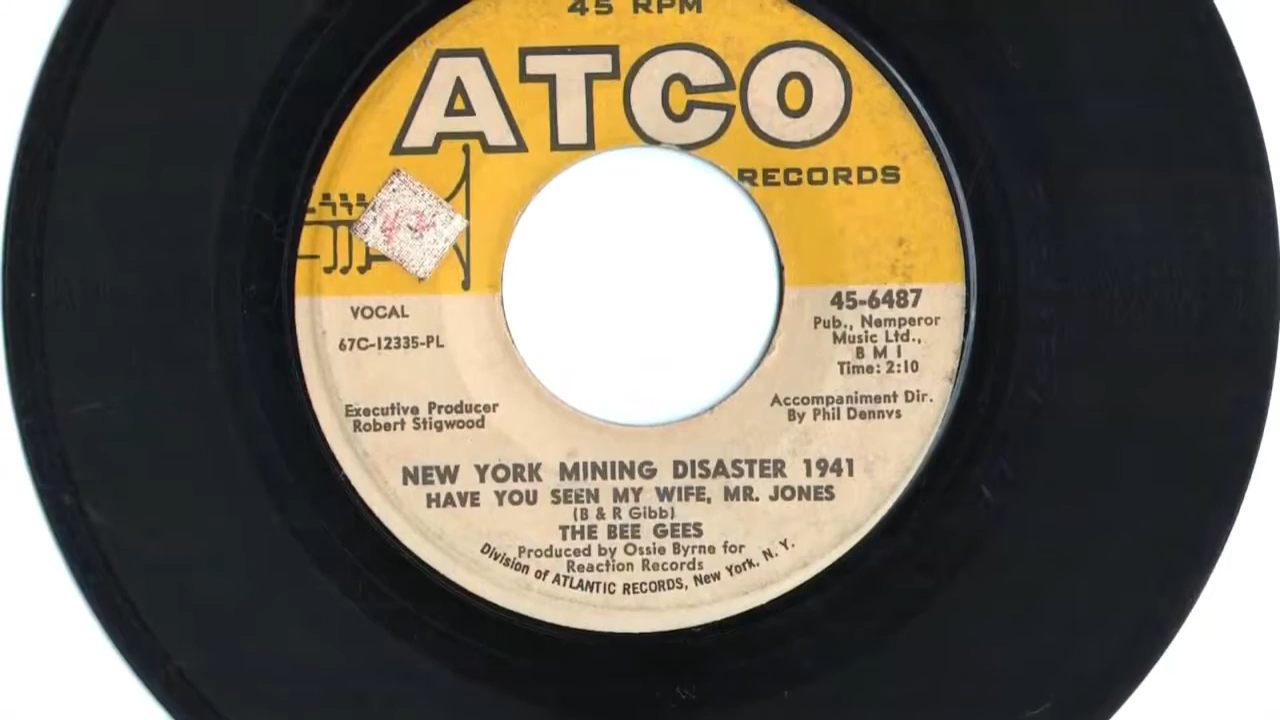 45 RPM
ATCO
RECORDS
VOCAL
67C-12335-PL
Executive Producer
Robert Stigwood
45-6487
Pub., Nemperor
Music Ltd.,
B M I
Time: 2:10
Accompaniment Dir.
By Phil Dennys
NEW YORK MINING DISASTER 1941
HAVE YOU SEEN MY WIFE, MR. JONES
(B & R Gibb)
THE BEE GEES
Produced by Ossie Byrne for
Reaction Records
Division of ATLANTIC RECORDS, New York, N. Y.